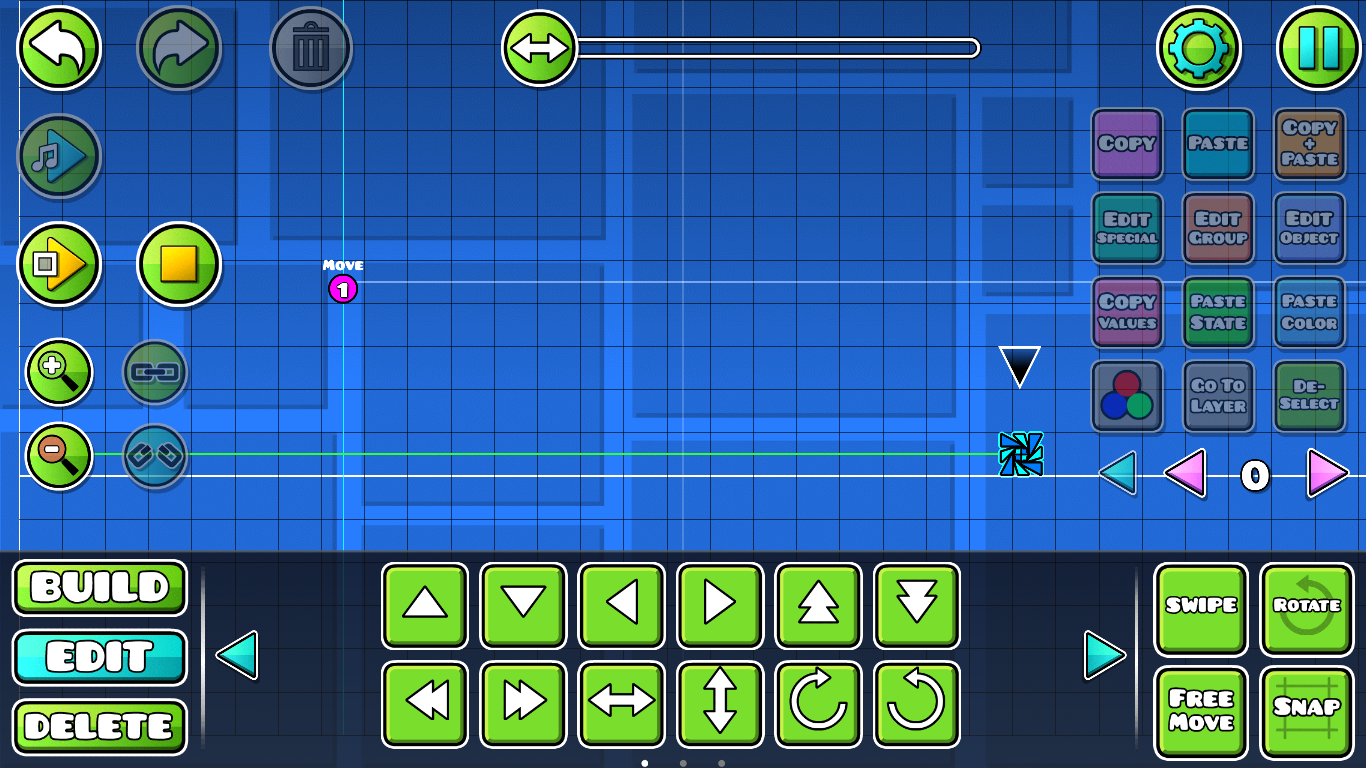 COPY
PASTE
COPY
+
PASTE
EDIT
SPECIAL
EDIT
GROUP
EDIT
OBJECT
MOVE
1
COPY
VALUES
PASTE
STATE
PASTE
COLOR
GO TO
LAYER
DE-
SELECT
0
BUILD
EDIT
DELETE
SWIPE
ROTATE
FREE
MOVE
SNAP